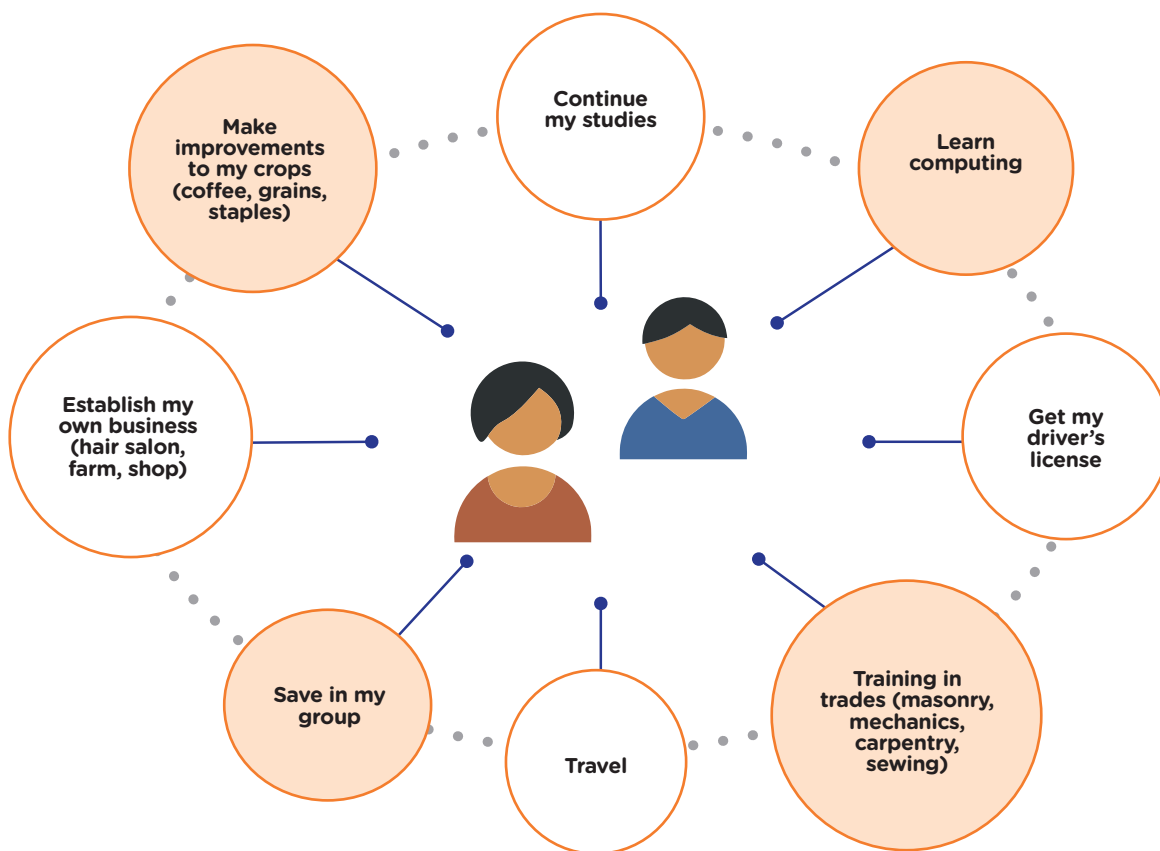 Continue
my studies
Learn
computing
Get my
driver’s
license
Training in
trades (masonry,
mechanics,
carpentry,
sewing)
Travel
Save in my
group
Establish my
own business
(hair salon,
farm, shop)
Make
improvements
to my crops
(coffee, grains,
staples)